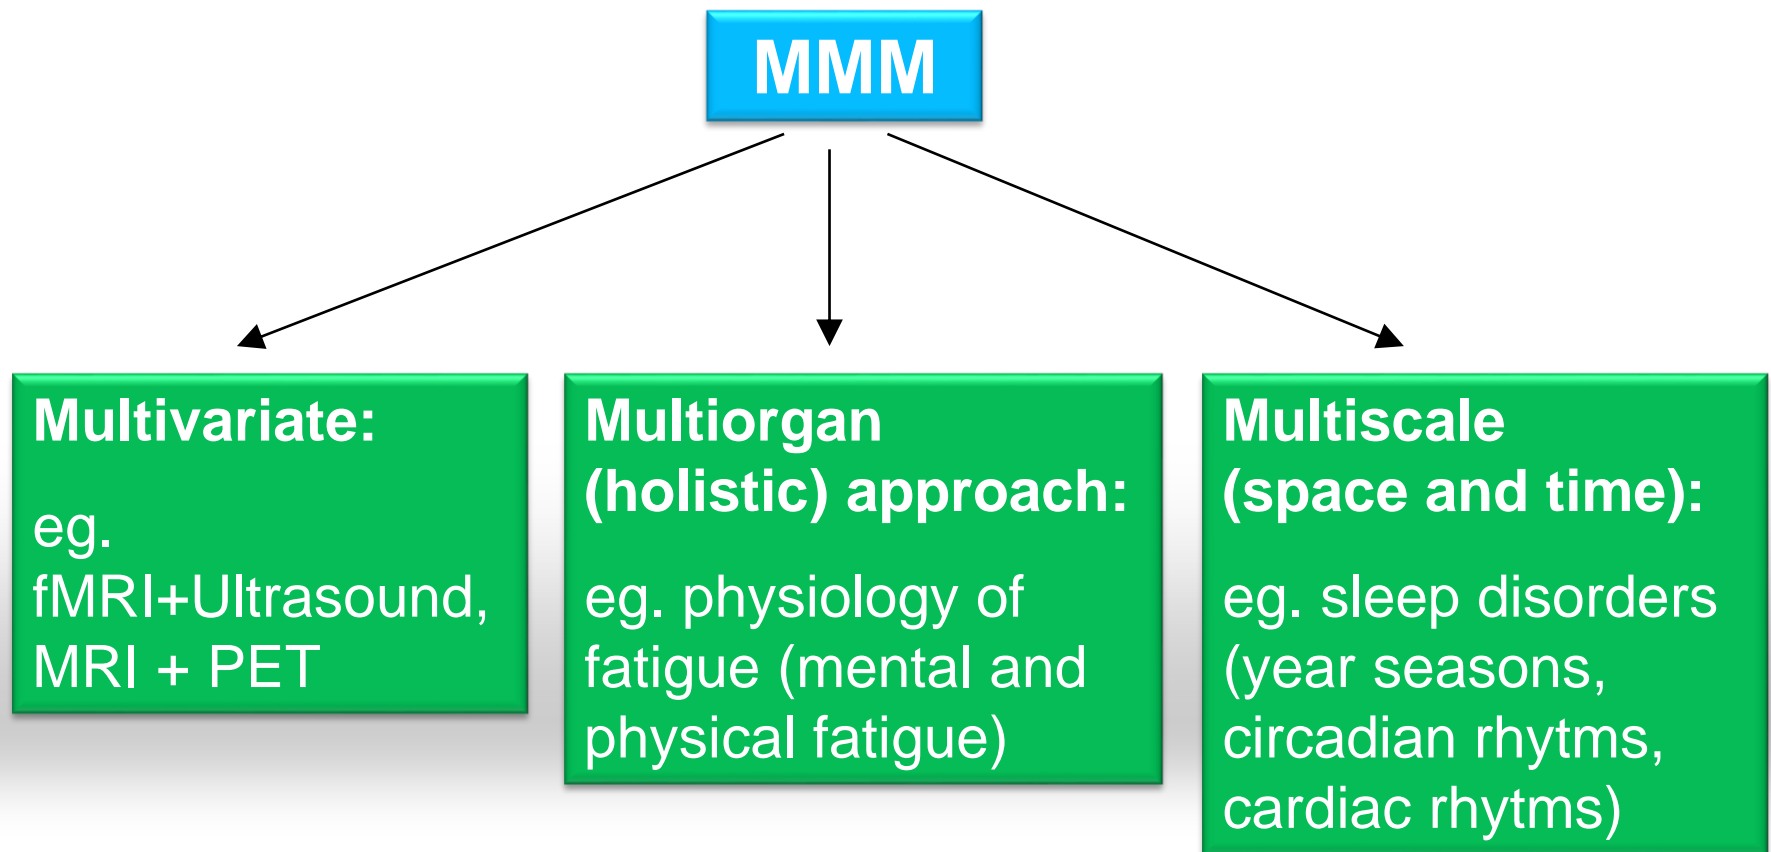 MMM
Multivariate:
eg.
fMRI+Ultrasound,
MRI + PET
Multiorgan
(holistic) approach:
eg. physiology of
fatigue (mental and
physical fatigue)
Multiscale
(space and time):
eg. sleep disorders
(year seasons,
circadian rhytms,
cardiac rhytms)